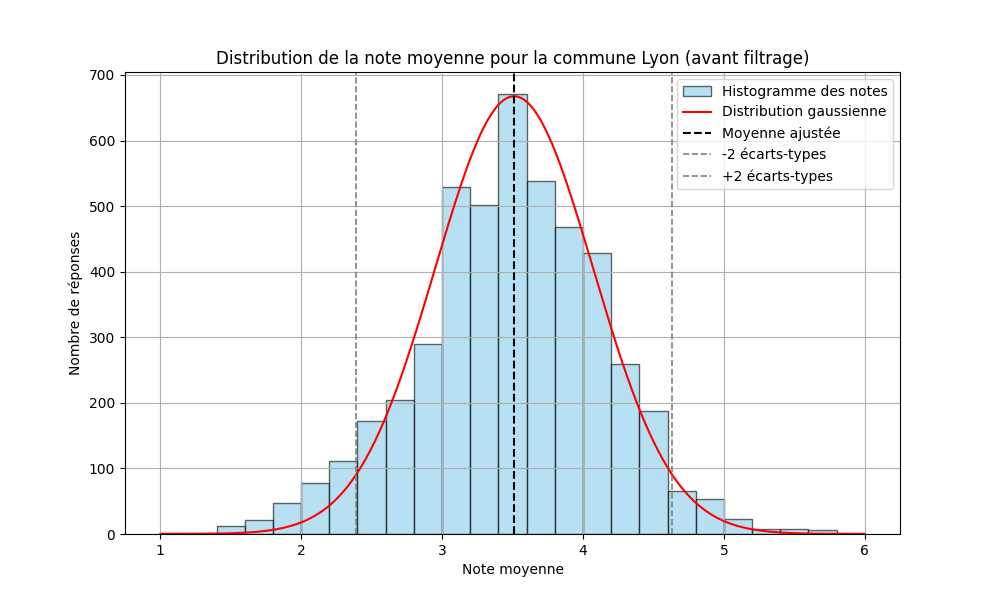 Distribution de la note moyenne pour la commune Lyon (avant filtrage)
Histogramme des notes
Distribution gaussienne
Moyenne ajustée
-2 écarts-types
+2 écarts-types
Nombre de réponses
700
600
500
400
300
200
100
0
1 2 3 4 5 6
Note moyenne